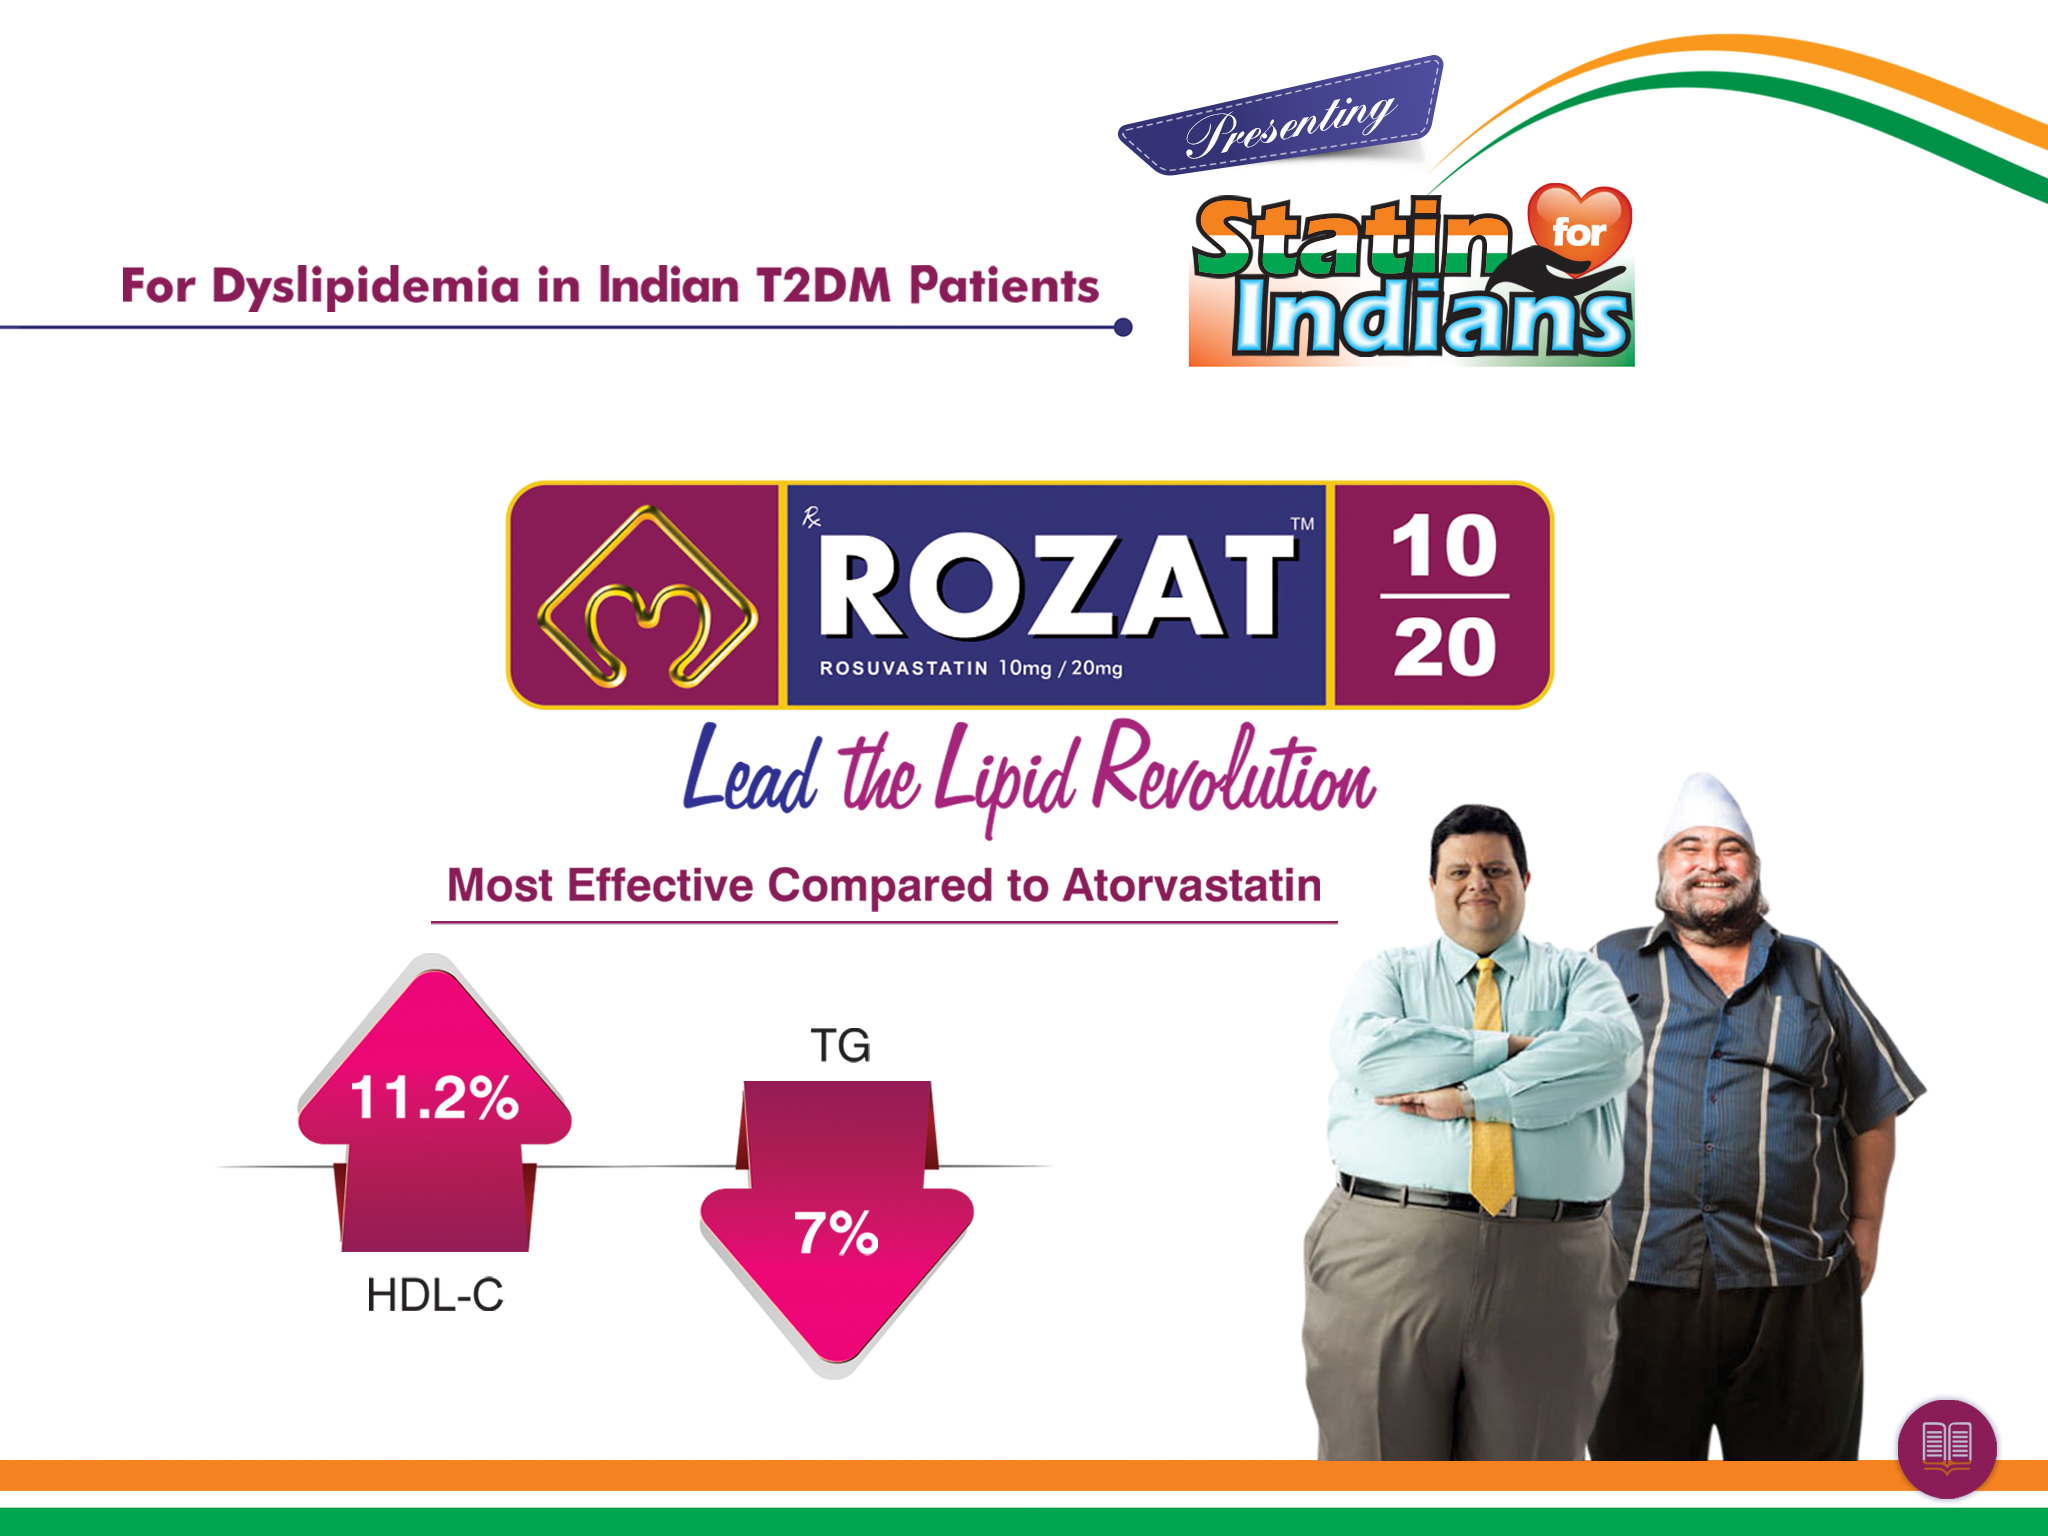 Presenting
Statin for
Indians
For Dyslipidemia in Indian T2DM Patients
Rx ROZAT™
ROSUVASTATIN 10mg / 20mg
10
20
Lead the Lipid Revolution
Most Effective Compared to Atorvastatin
11.2%
HDL-C
TG
7%